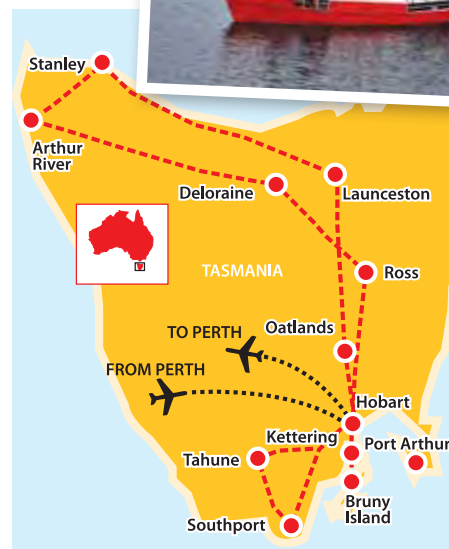 Stanley
Arthur
River
Deloraine
Launceston
TASMANIA
Ross
TO PERTH
Oatlands
FROM PERTH
Hobart
Kettering
Port Arthur
Tahune
Bruny
Island
Southport